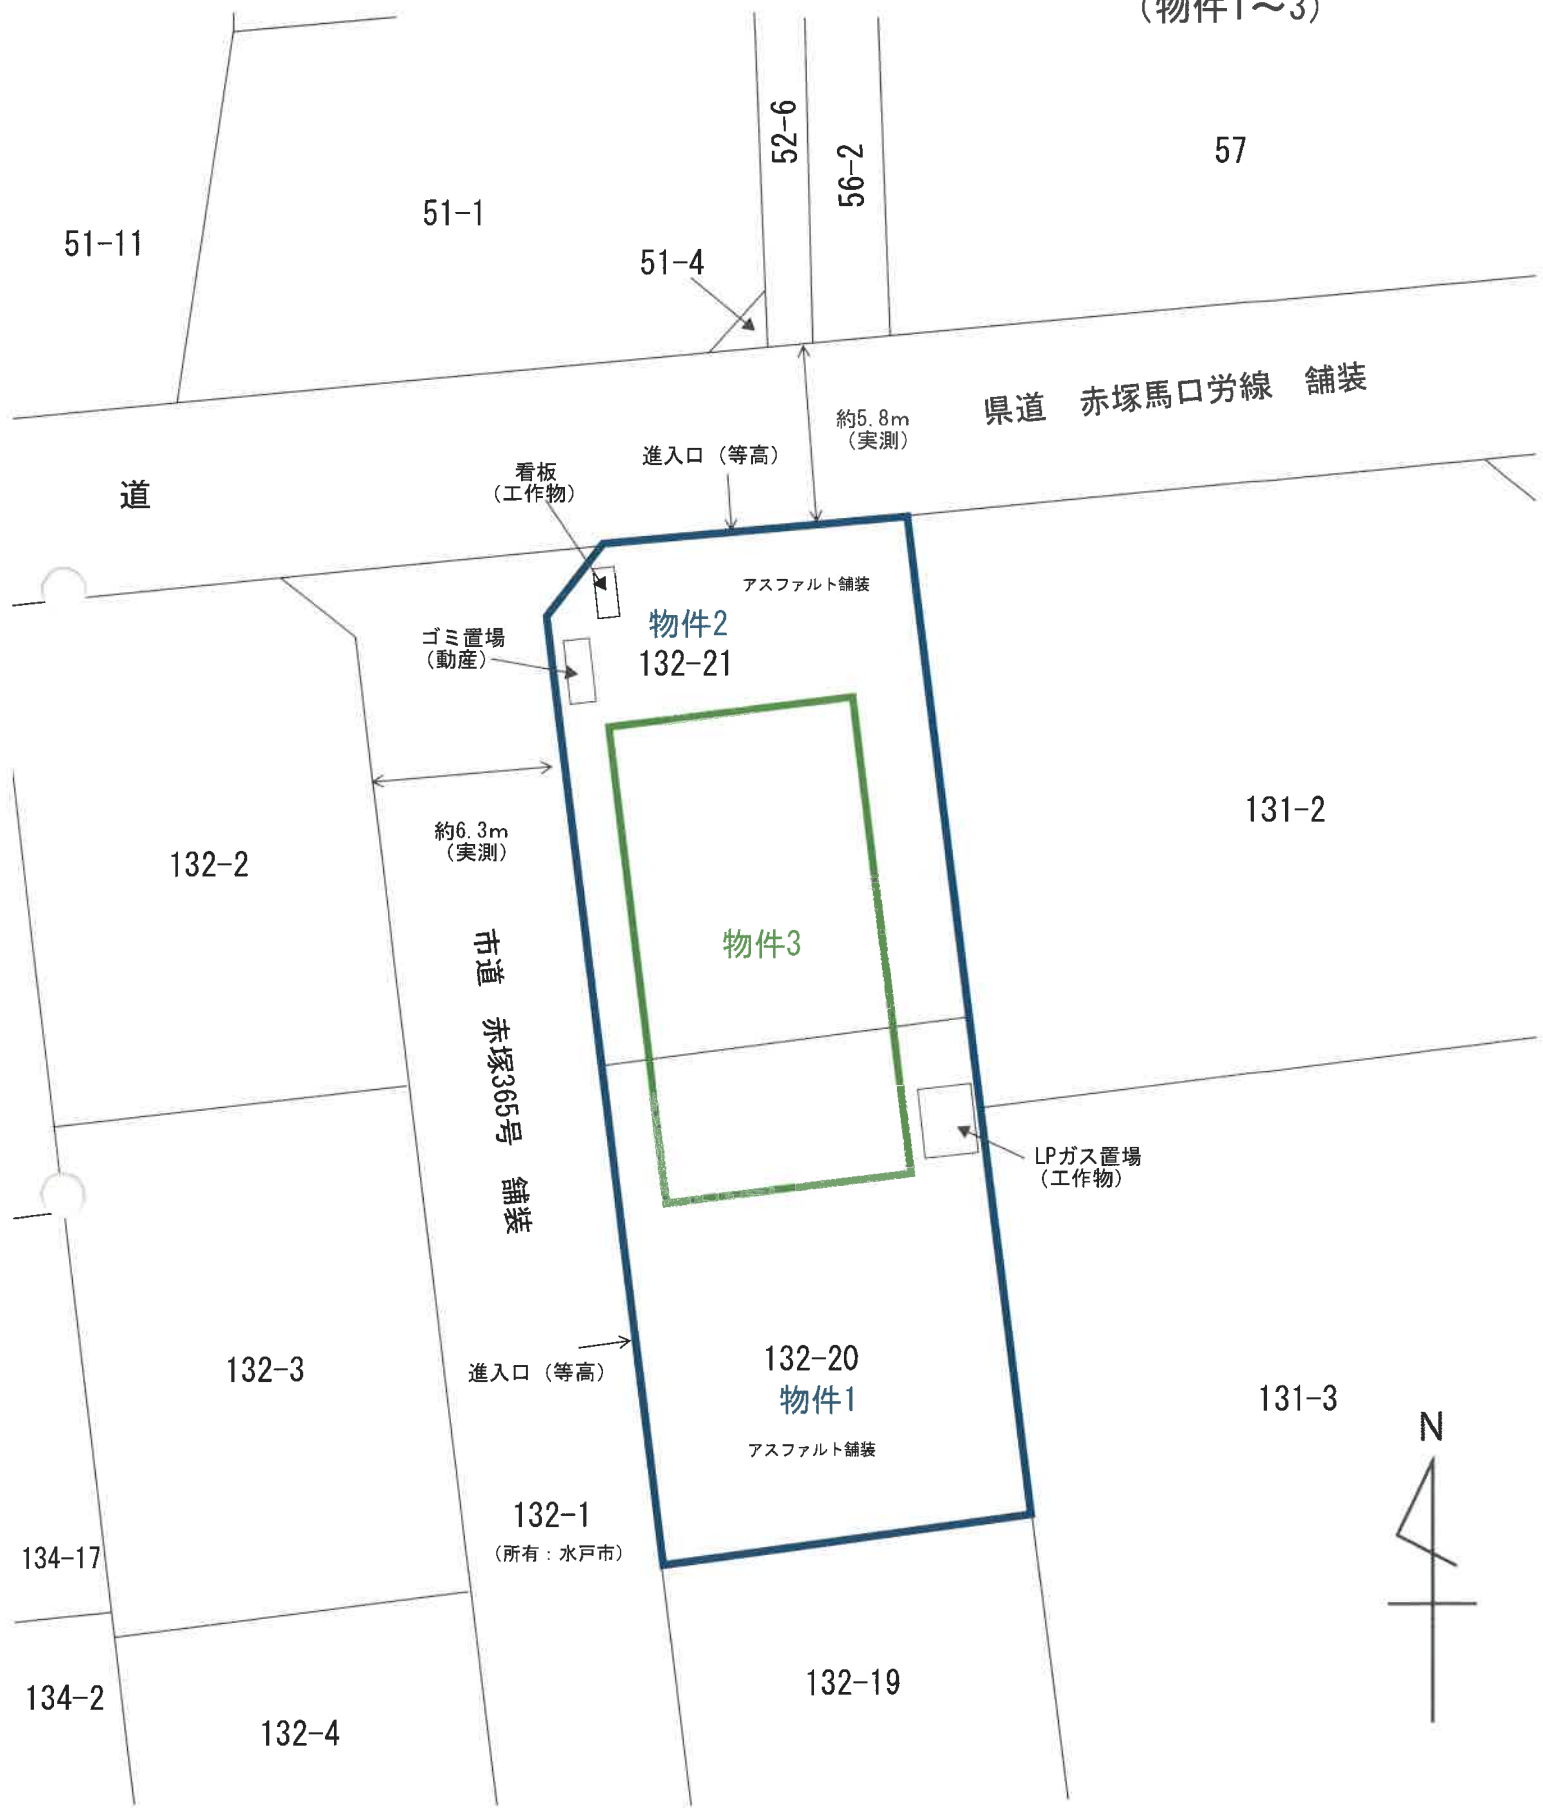 （物件1～3）
52-6
56-2
57
51-1
51-11
51-4
県道　赤塚馬口労線　舗装
約5.8m
（実測）
進入口（等高）
看板
（工作物）
道
アスファルト舗装
物件2
132-21
ゴミ置場
（動産）
131-2
約6.3m
（実測）
132-2
物件3
市道　赤塚365号　舗装
LPガス置場
（工作物）
132-20
物件1
アスファルト舗装
進入口（等高）
132-3
131-3
N
132-1
（所有：水戸市）
134-17
132-19
134-2
132-4